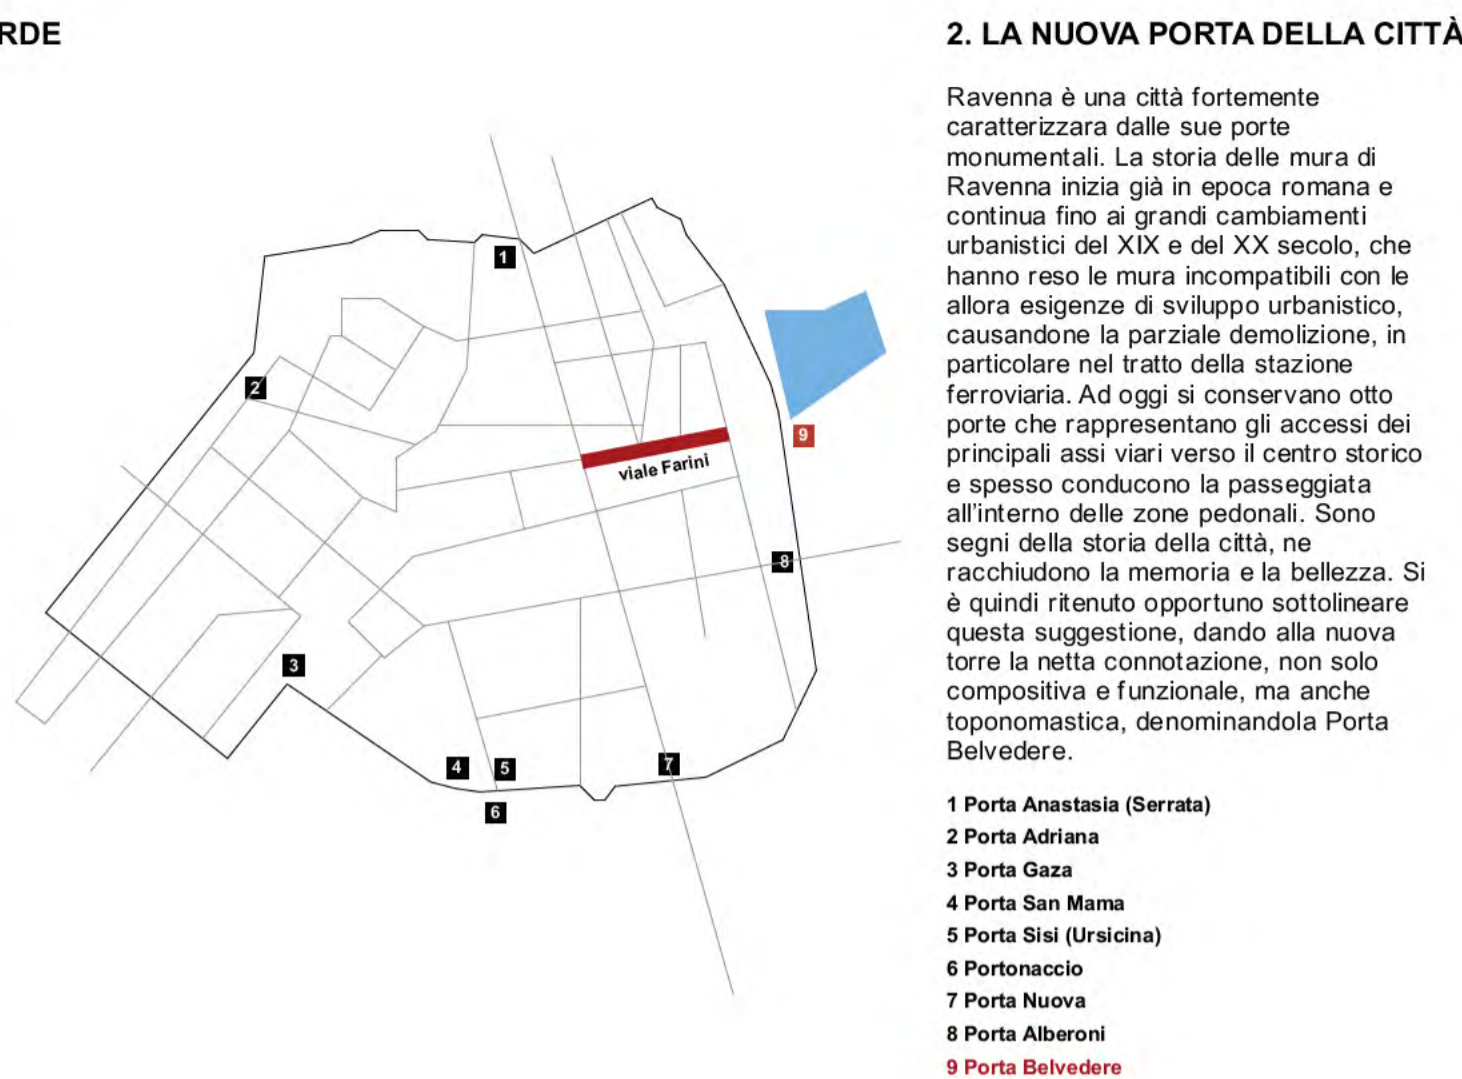 RDE
1
2
9
viale Farini
8
3
4
5
7
6
2. LA NUOVA PORTA DELLA CITTÀ
Ravenna è una città fortemente
caratterizzara dalle sue porte
monumentali. La storia delle mura di
Ravenna inizia già in epoca romana e
continua fino ai grandi cambiamenti
urbanistici del XIX e del XX secolo, che
hanno reso le mura incompatibili con le
allora esigenze di sviluppo urbanistico,
causandone la parziale demolizione, in
particolare nel tratto della stazione
ferroviaria. Ad oggi si conservano otto
porte che rappresentano gli accessi dei
principali assi viari verso il centro storico
e spesso conducono la passeggiata
all'interno delle zone pedonali. Sono
segni della storia della città, ne
racchiudono la memoria e la bellezza. Si
è quindi ritenuto opportuno sottolineare
questa suggestione, dando alla nuova
torre la netta connotazione, non solo
compositiva e funzionale, ma anche
toponomastica, denominandola Porta
Belvedere.
1 Porta Anastasia (Serrata)
2 Porta Adriana
3 Porta Gaza
4 Porta San Mama
5 Porta Sisi (Ursicina)
6 Portonaccio
7 Porta Nuova
8 Porta Alberoni
9 Porta Belvedere